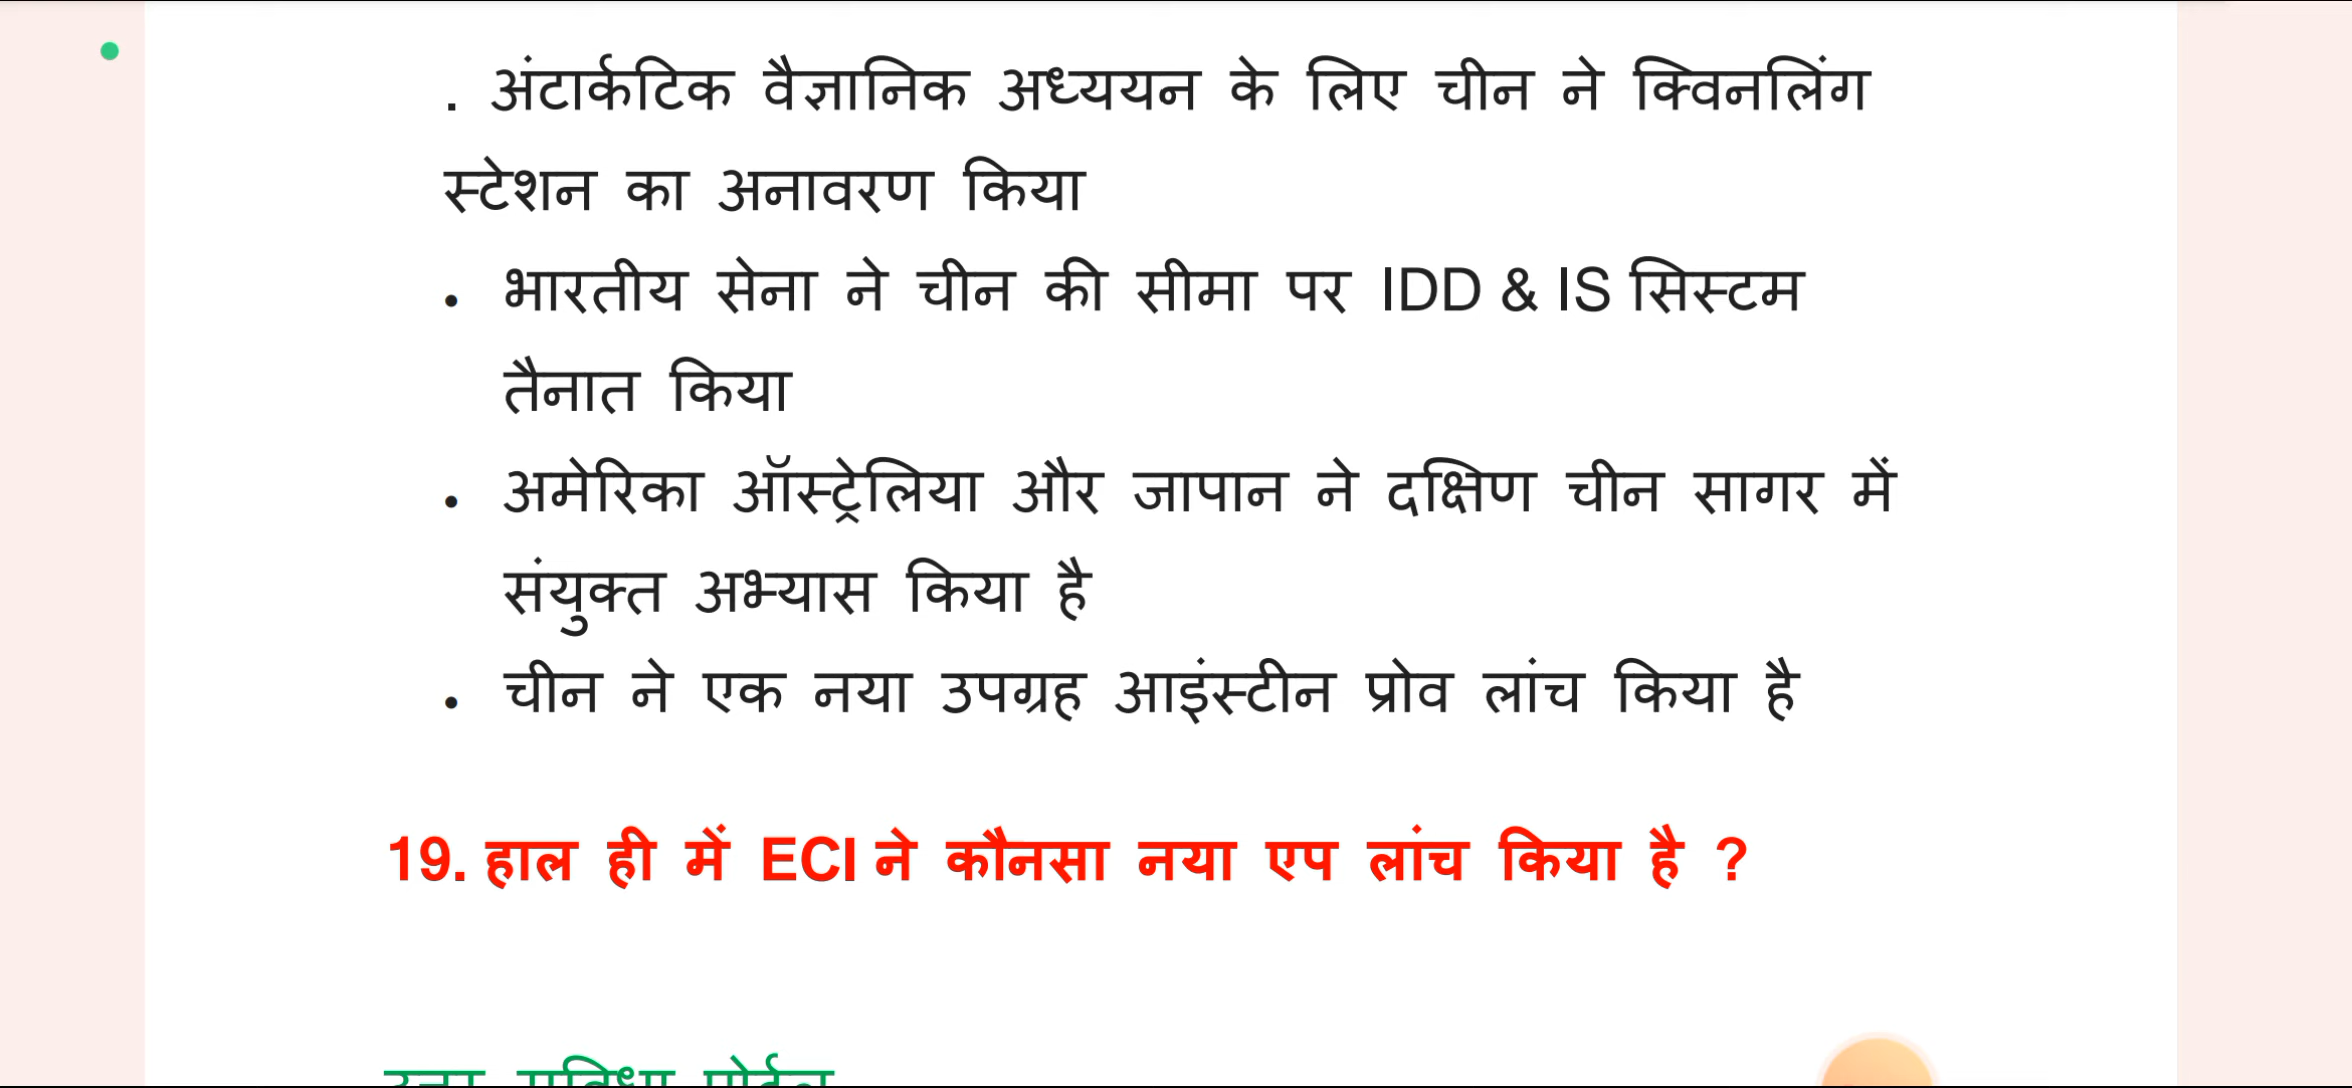 . अंटार्कटिक वैज्ञानिक अध्ययन के लिए चीन ने क्विनलिंग
स्टेशन का अनावरण किया
• भारतीय सेना ने चीन की सीमा पर IDD & IS सिस्टम
तैनात किया
• अमेरिका ऑस्ट्रेलिया और जापान ने दक्षिण चीन सागर में
संयुक्त अभ्यास किया है
• चीन ने एक नया उपग्रह आइंस्टीन प्रोव लांच किया है
19. हाल ही में ECI ने कौनसा नया एप लांच किया है ?